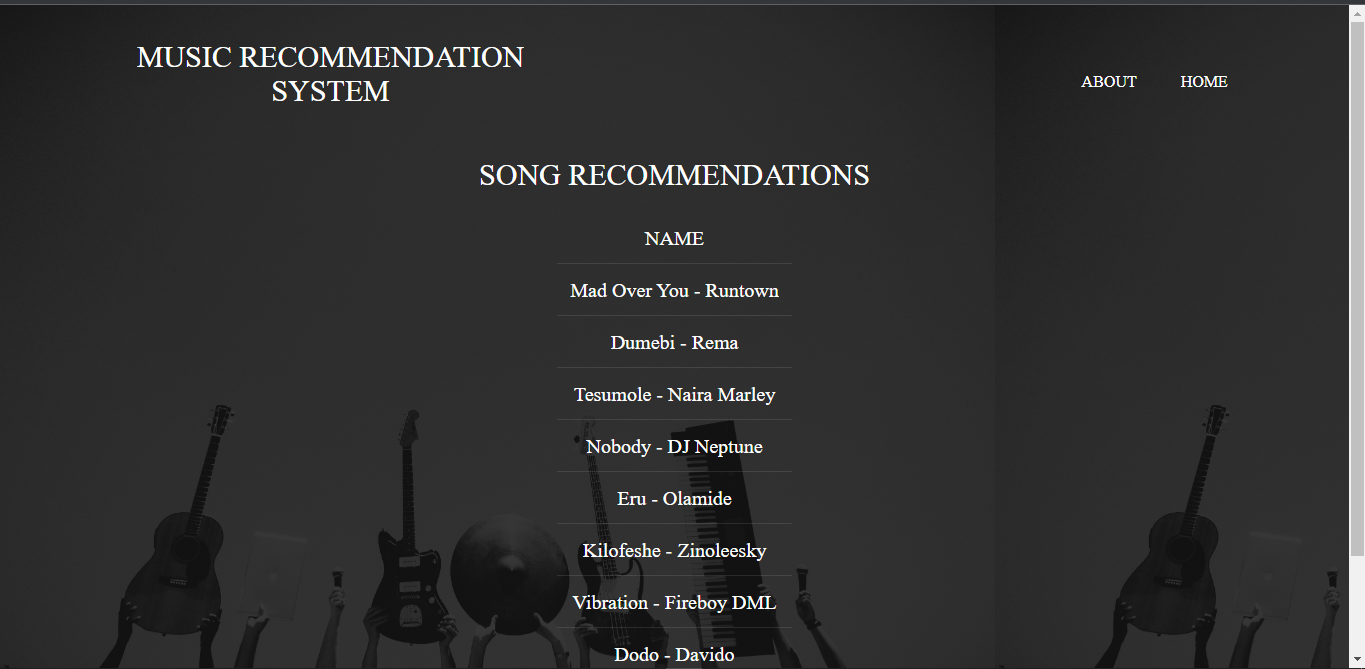 MUSIC RECOMMENDATION
SYSTEM
ABOUT HOME
SONG RECOMMENDATIONS
NAME
Mad Over You - Runtown
Dumebi - Rema
Tesumole - Naira Marley
Nobody - DJ Neptune
Eru - Olamide
Kilofeshe - Zinoleesky
Vibration - Fireboy DML
Dodo - Davido